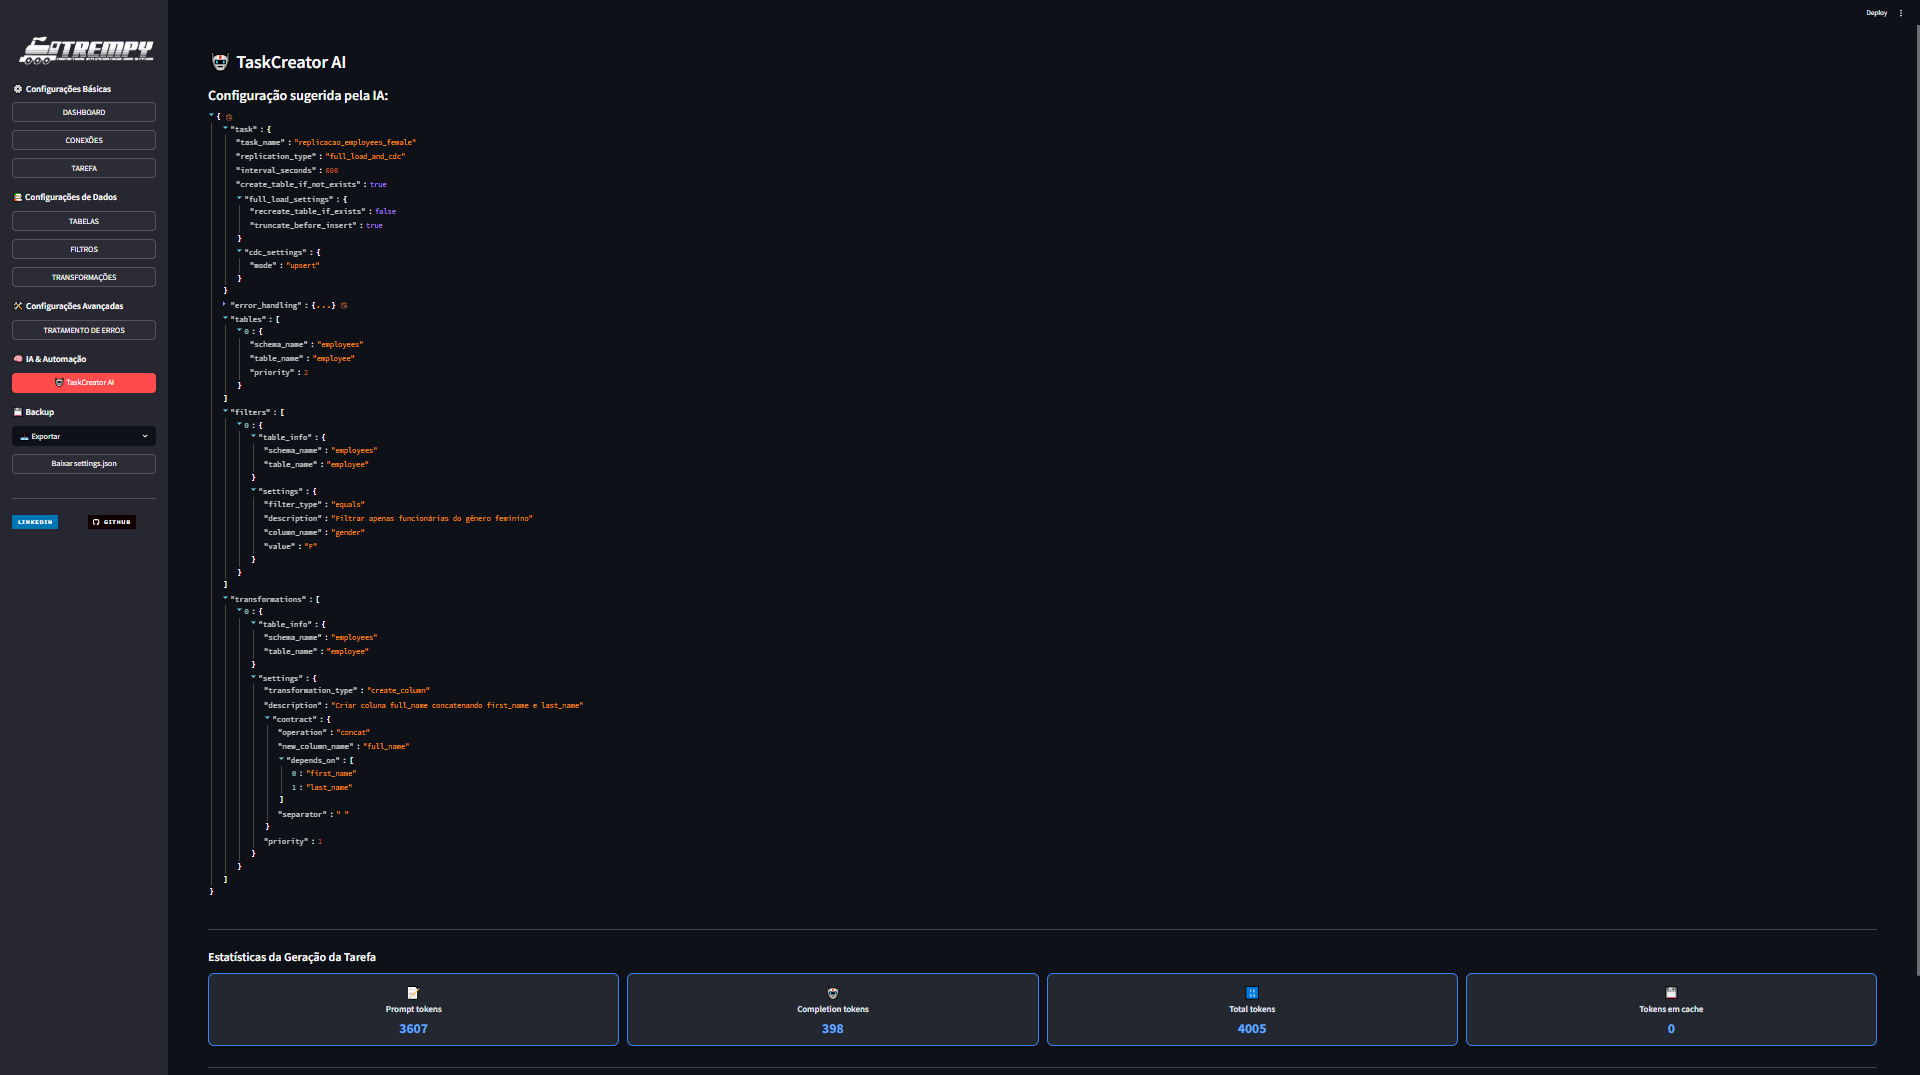 Deploy
TREMPY
Configurações Básicas
DASHBOARD
CONEXÕES
TAREFA
Configurações de Dados
TABELAS
FILTROS
TRANSFORMAÇÕES
Configurações Avançadas
TRATAMENTO DE ERROS
IA & Automação
TaskCreator AI
Backup
Exportar
Baixar settings.json
LINKEDIN
GITHUB
TaskCreator AI
Configuração sugerida pela IA:
{
"task" : {
"task_name" : "replicacao_employees_female"
"replication_type" : "full_load_and_cdc"
"interval_seconds" : 600
"create_table_if_not_exists" : true
"full_load_settings" : {
"recreate_table_if_exists" : false
"truncate_before_insert" : true
}
"cdc_settings" : {
"mode" : "upsert"
}
}
"error_handling" : {...}
"tables" : [
0 : {
"schema_name" : "employees"
"table_name" : "employee"
"priority" : 2
}
]
"filters" : [
0 : {
"table_info" : {
"schema_name" : "employees"
"table_name" : "employee"
}
"settings" : {
"filter_type" : "equals"
"description" : "Filtrar apenas funcionárias do gênero feminino"
"column_name" : "gender"
"value" : "F"
}
}
]
"transformations" : [
0 : {
"table_info" : {
"schema_name" : "employees"
"table_name" : "employee"
}
"settings" : {
"transformation_type" : "create_column"
"description" : "Criar coluna full_name concatenando first_name e last_name"
"contract" : {
"operation" : "concat"
"new_column_name" : "full_name"
"depends_on" : [
0 : "first_name"
1 : "last_name"
]
"separator" : " "
}
"priority" : 1
}
}
]
}
Estatísticas da Geração da Tarefa
Prompt tokens
3607
Completion tokens
398
Total tokens
4005
Tokens em cache
0